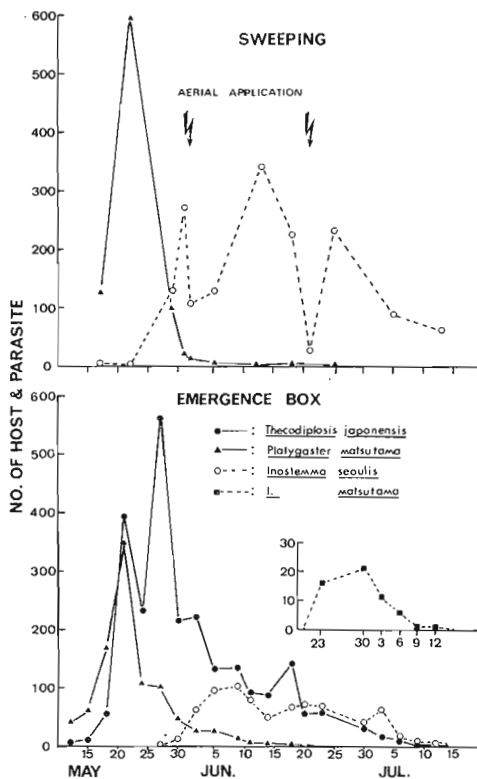 NO. OF HOST & PARASITE
SWEEPING
AERIAL APPLICATION
600
500
400
300
200
100
0
EMERGENCE BOX
: Thecodiplosis japonensis
: Platygaster matsutama
: Inostemma seoulis
: I. matsutama
600
500
400
300
200
100
0
30
20
10
0
23 30 3 6 9 12
15 20 25 30 5 10 15 20 25 30 5 10 15
MAY JUN. JUL.